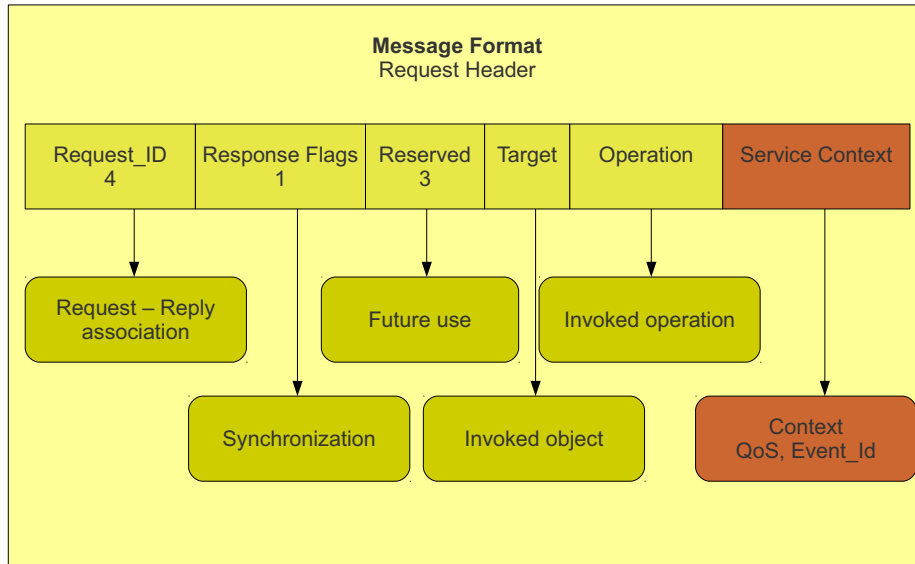 Message Format
Request Header
Request_ID
4
Response Flags
1
Reserved
3
Target
Operation
Service Context
Request – Reply
association
Future use
Invoked operation
Synchronization
Invoked object
Context
QoS, Event_Id